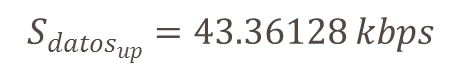 S_{datos_{up}} = 43.36128 kbps